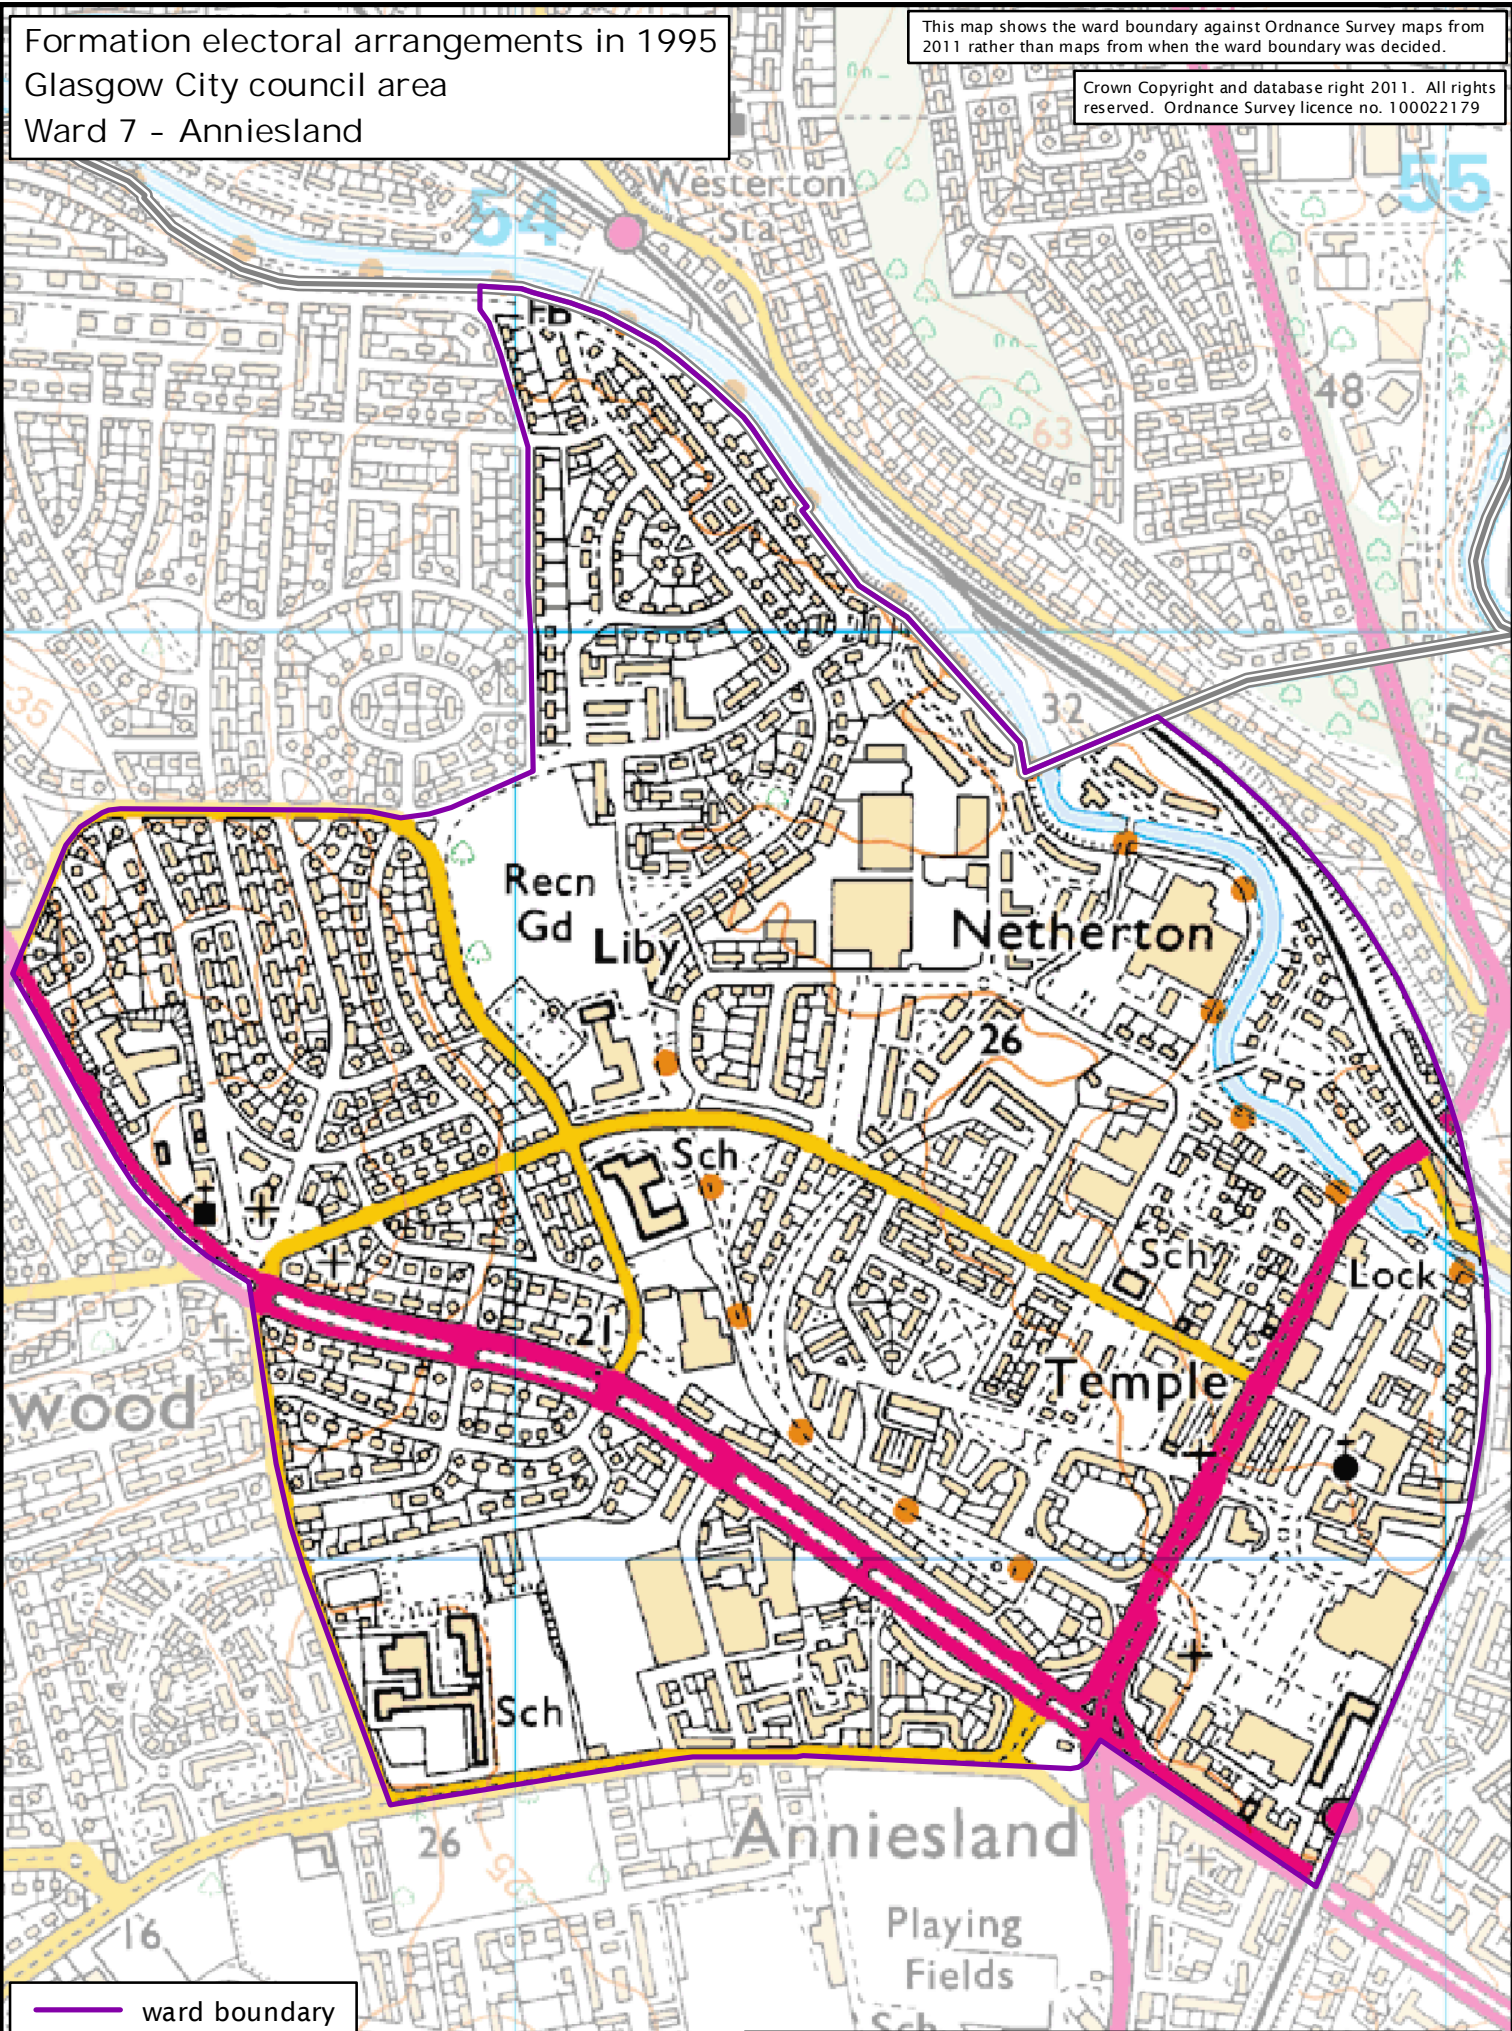 Formation electoral arrangements in 1995
Glasgow City council area
Ward 7 - Anniesland
This map shows the ward boundary against Ordnance Survey maps from
2011 rather than maps from when the ward boundary was decided.
Crown Copyright and database right 2011. All rights
reserved. Ordnance Survey licence no. 100022179
55
54
Westerton
Sta
FB
48
63
32
35
Recn
Gd
Liby
Netherton
26
Sch
Sch
Lock
21
Temple
wood
Sch
Anniesland
26
25
16
Playing
Fields
Sch
ward boundary